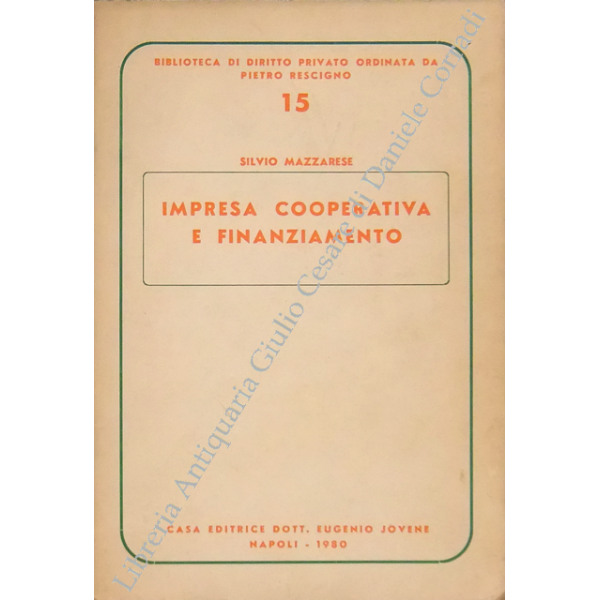 BIBLIOTECA DI DIRITTO PRIVATO ORDINATA DA
PIETRO RESCIGNO
15
SILVIO MAZZARESE
IMPRESA COOPERATIVA
E FINANZIAMENTO
CASA EDITRICE DOTT. EUGENIO JOVENE
NAPOLI - 1980
Libreria Antiquaria Giulio Cesare di Daniele Corradi